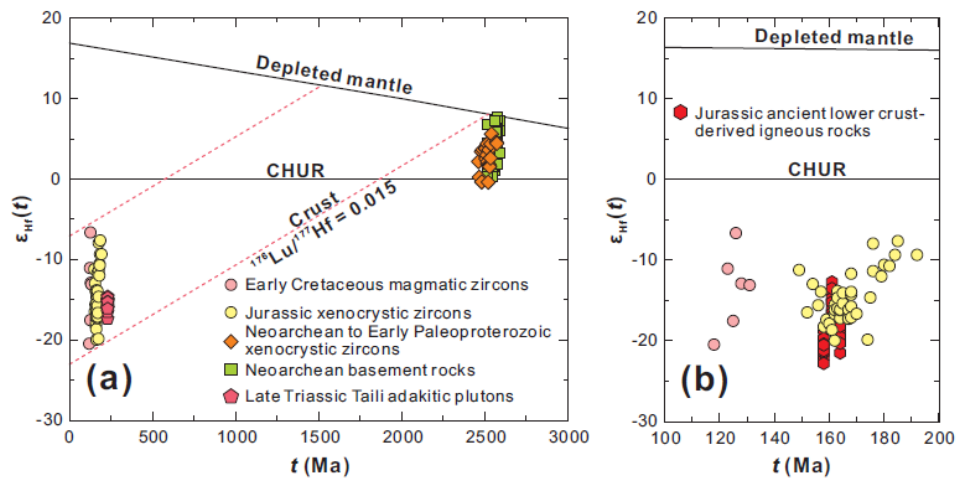 20
10
0
-10
-20
-30
εHf(t)
Depleted mantle
CHUR
Crust
¹⁷⁶Lu/¹⁷⁷Hf = 0.015
Early Cretaceous magmatic zircons
Jurassic xenocrystic zircons
Neoarchean to Early Paleoproterozoic
xenocrystic zircons
Neoarchean basement rocks
Late Triassic Taili adakitic plutons
(a)
0 500 1000 1500 2000 2500 3000
t (Ma)
20
10
0
-10
-20
-30
εHf(t)
Depleted mantle
Jurassic ancient lower crust-
derived igneous rocks
CHUR
(b)
100 120 140 160 180 200
t (Ma)